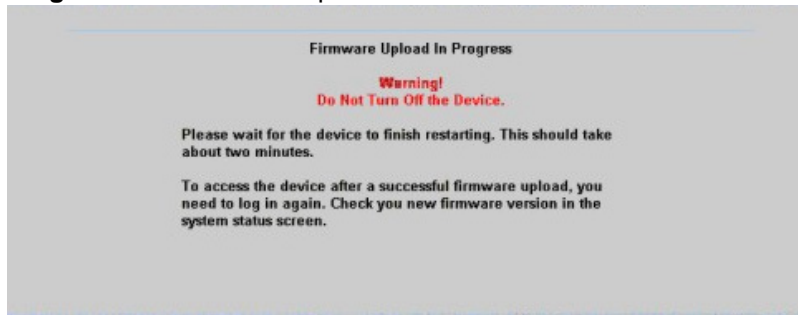 Firmware Upload In Progress
Warning!
Do Not Turn Off the Device.
Please wait for the device to finish restarting. This should take
about two minutes.
To access the device after a successful firmware upload, you
need to log in again. Check you new firmware version in the
system status screen.